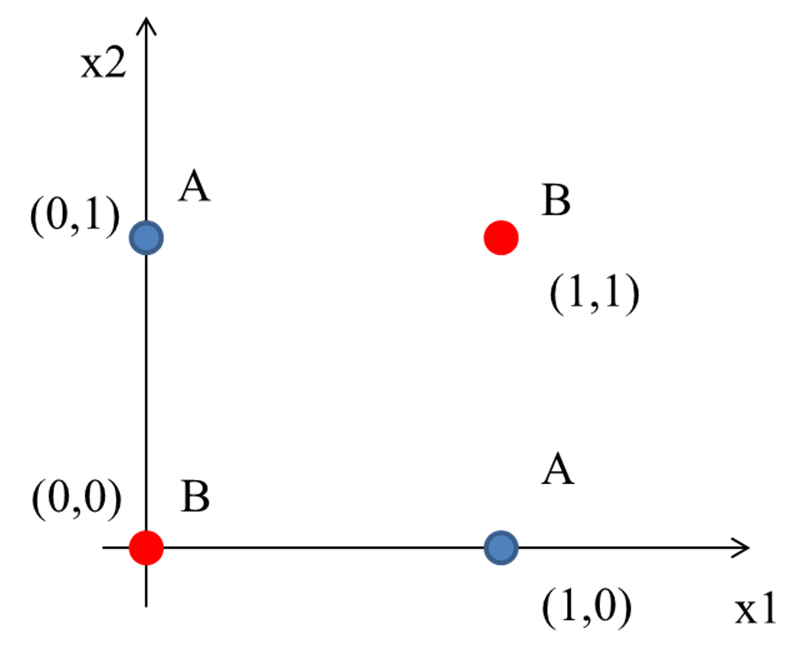 x2
A
(0,1)
B
(1,1)
A
(0,0)
B
(1,0)
x1